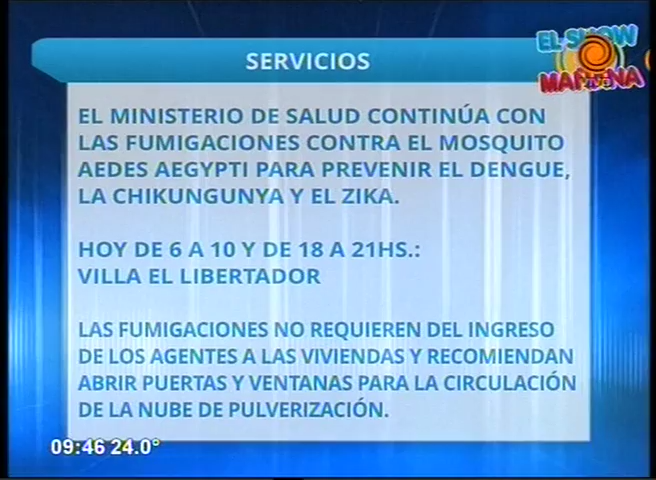 SERVICIOS
EL SHOW
MAÑANA
EL MINISTERIO DE SALUD CONTINÚA CON
LAS FUMIGACIONES CONTRA EL MOSQUITO
AEDES AEGYPTI PARA PREVENIR EL DENGUE,
LA CHIKUNGUNYA Y EL ZIKA.
HOY DE 6 A 10 Y DE 18 A 21HS.:
VILLA EL LIBERTADOR
LAS FUMIGACIONES NO REQUIEREN DEL INGRESO
DE LOS AGENTES A LAS VIVIENDAS Y RECOMIENDAN
ABRIR PUERTAS Y VENTANAS PARA LA CIRCULACIÓN
DE LA NUBE DE PULVERIZACIÓN.
09:46 24.0°